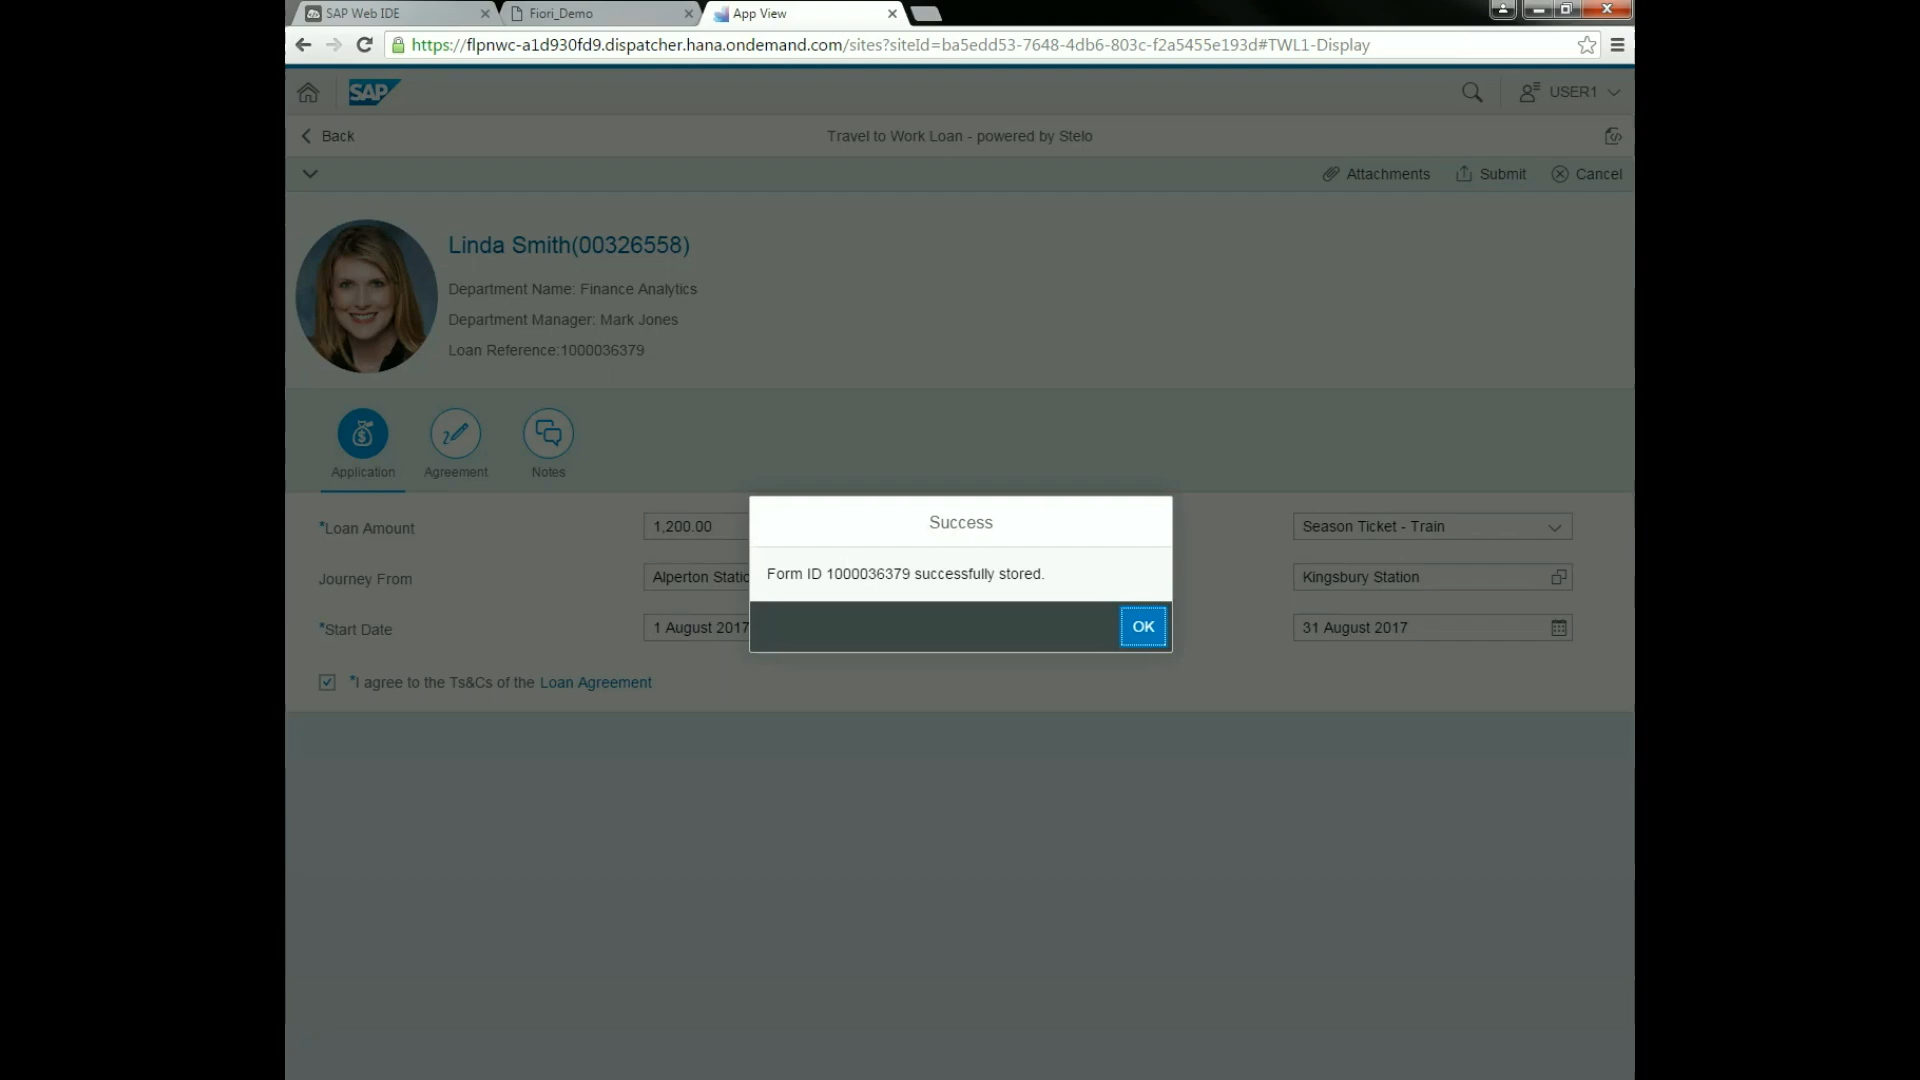 SAP Web IDE
Fiori_Demo
App View
https://flpnwc-a1d930fd9.dispatcher.hana.ondemand.com/sites?siteId=ba5edd53-7648-4db6-803c-f2a5455e193d#TWL1-Display
SAP
USER1
Back
Travel to Work Loan - powered by Stelo
Attachments
Submit
Cancel
Linda Smith(00326558)
Department Name: Finance Analytics
Department Manager: Mark Jones
Loan Reference:1000036379
Application
Agreement
Notes
*Loan Amount
1,200.00
Season Ticket - Train
Journey From
Alperton Static
Kingsbury Station
*Start Date
1 August 2017
31 August 2017
*I agree to the Ts&Cs of the Loan Agreement
Success
Form ID 1000036379 successfully stored.
OK